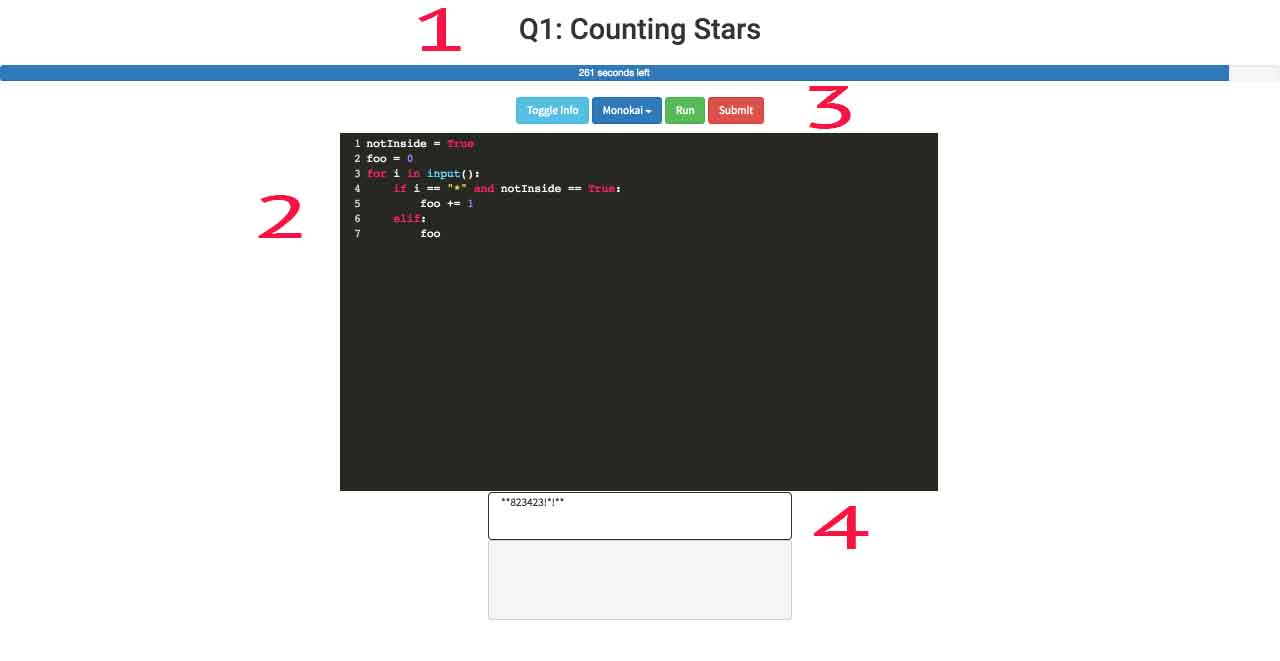 1
Q1: Counting Stars
261 seconds left
Toggle Info Monokai Run Submit
3
2
1 notInside = True
2 foo = 0
3 for i in input():
4     if i == "*" and notInside == True:
5         foo += 1
6     elif:
7         foo
**823423!*!**
4